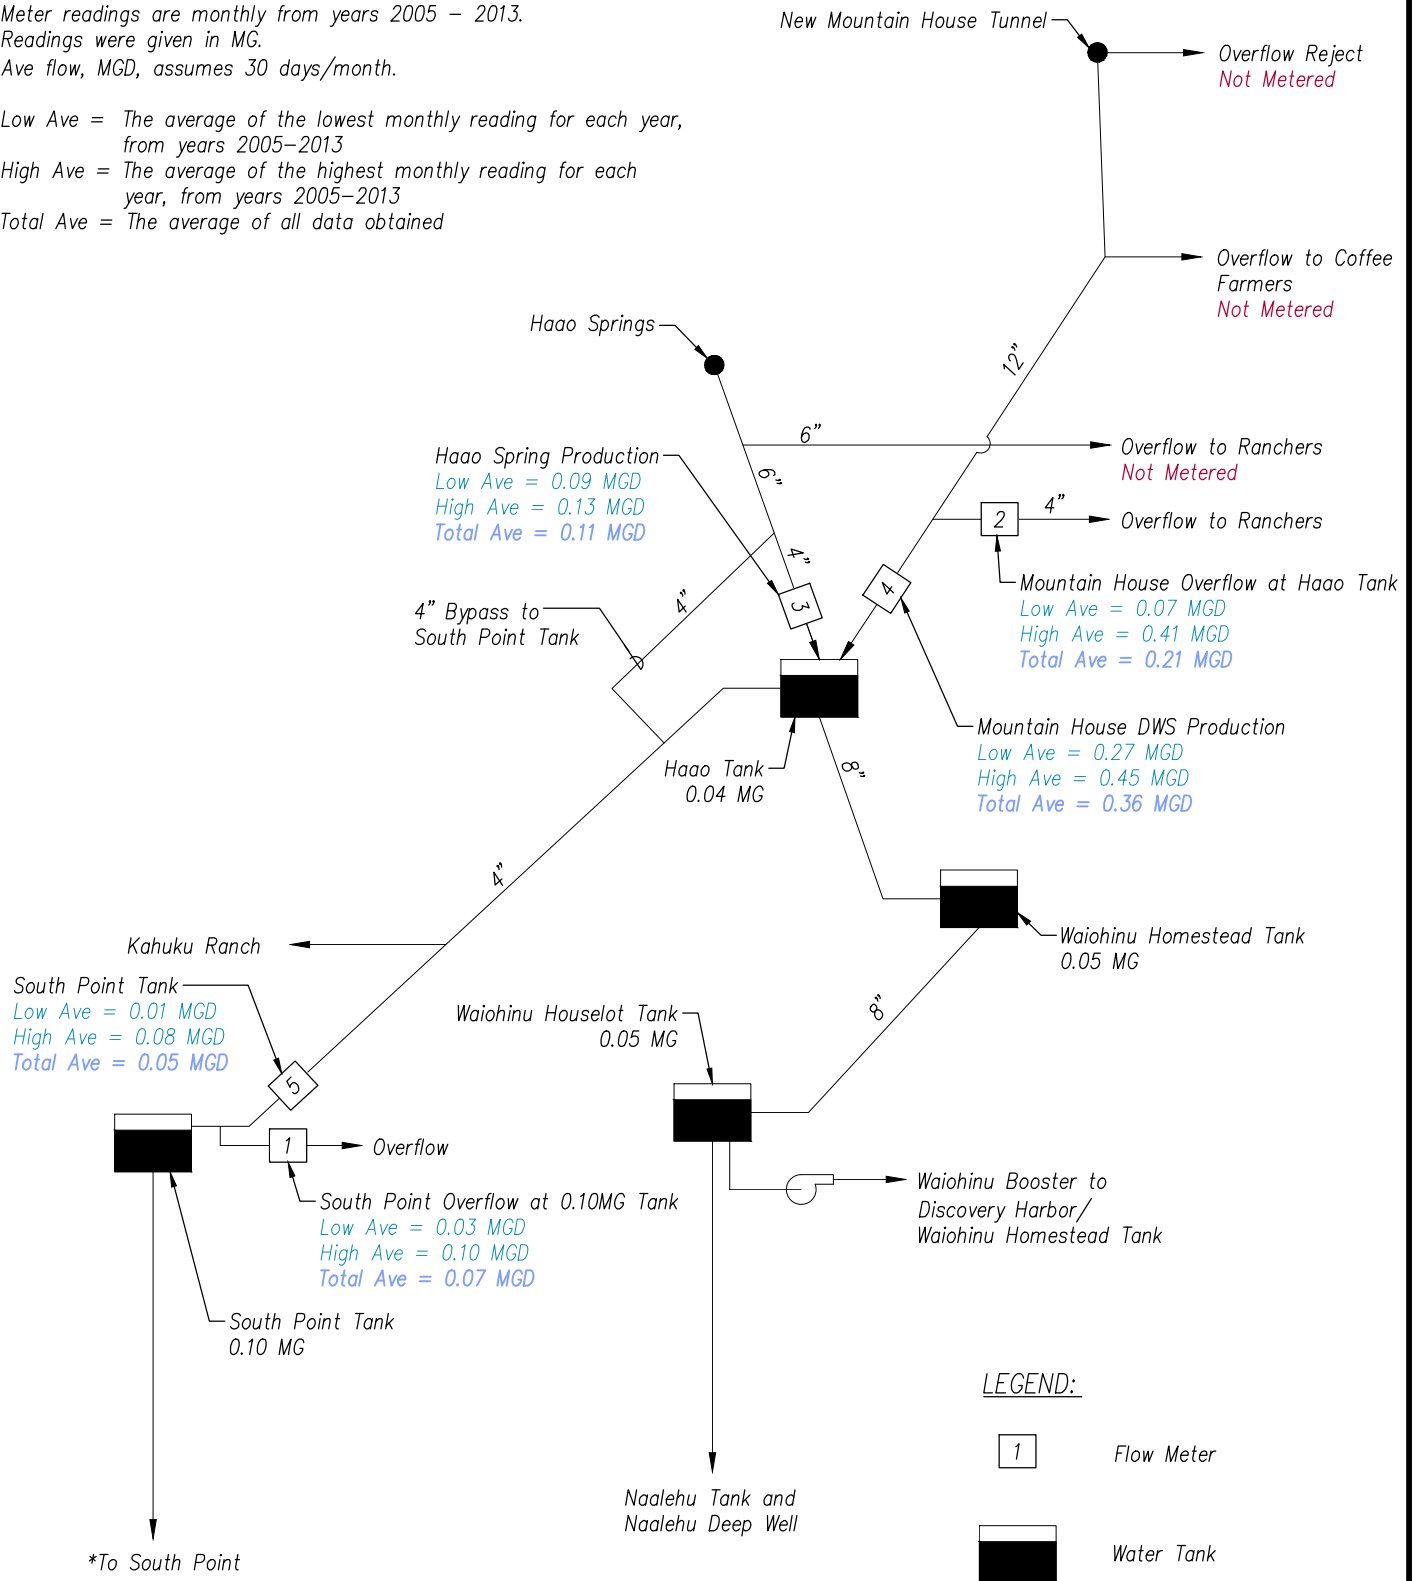 Meter readings are monthly from years 2005 – 2013.
Readings were given in MG.
Ave flow, MGD, assumes 30 days/month.
Low Ave = The average of the lowest monthly reading for each year,
from years 2005–2013
High Ave = The average of the highest monthly reading for each
year, from years 2005–2013
Total Ave = The average of all data obtained
New Mountain House Tunnel
Overflow Reject
Not Metered
Overflow to Coffee
Farmers
Not Metered
12”
Haao Springs
6”
Overflow to Ranchers
Not Metered
Haao Spring Production
Low Ave = 0.09 MGD
High Ave = 0.13 MGD
Total Ave = 0.11 MGD
6”
2
4”
Overflow to Ranchers
4”
4”
3
4
4” Bypass to
South Point Tank
Mountain House Overflow at Haao Tank
Low Ave = 0.07 MGD
High Ave = 0.41 MGD
Total Ave = 0.21 MGD
Mountain House DWS Production
Low Ave = 0.27 MGD
High Ave = 0.45 MGD
Total Ave = 0.36 MGD
Haao Tank
0.04 MG
8”
4”
Kahuku Ranch
Waiohinu Homestead Tank
0.05 MG
South Point Tank
Low Ave = 0.01 MGD
High Ave = 0.08 MGD
Total Ave = 0.05 MGD
5
Waiohinu Houselot Tank
0.05 MG
8”
1
Overflow
South Point Overflow at 0.10MG Tank
Low Ave = 0.03 MGD
High Ave = 0.10 MGD
Total Ave = 0.07 MGD
Waiohinu Booster to
Discovery Harbor/
Waiohinu Homestead Tank
South Point Tank
0.10 MG
Naalehu Tank and
Naalehu Deep Well
*To South Point
LEGEND:
1
Flow Meter
Water Tank